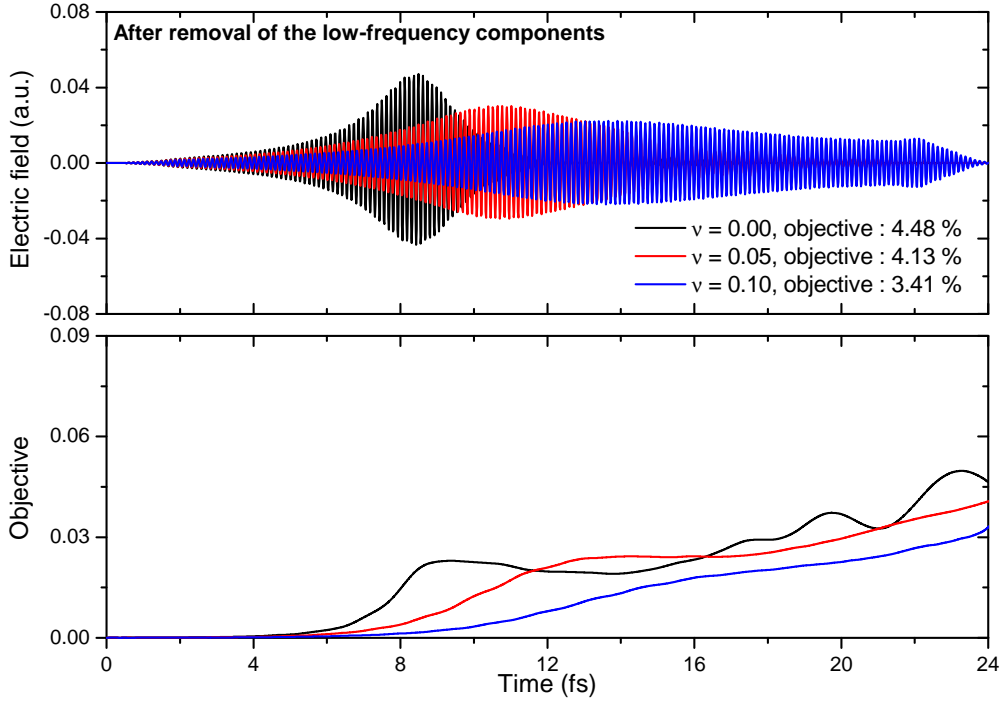 After removal of the low-frequency components
Electric field (a.u.)
0.08
0.04
0.00
-0.04
-0.08
ν = 0.00, objective : 4.48 %
ν = 0.05, objective : 4.13 %
ν = 0.10, objective : 3.41 %
Objective
0.09
0.06
0.03
0.00
0 4 8 12 16 20 24
Time (fs)